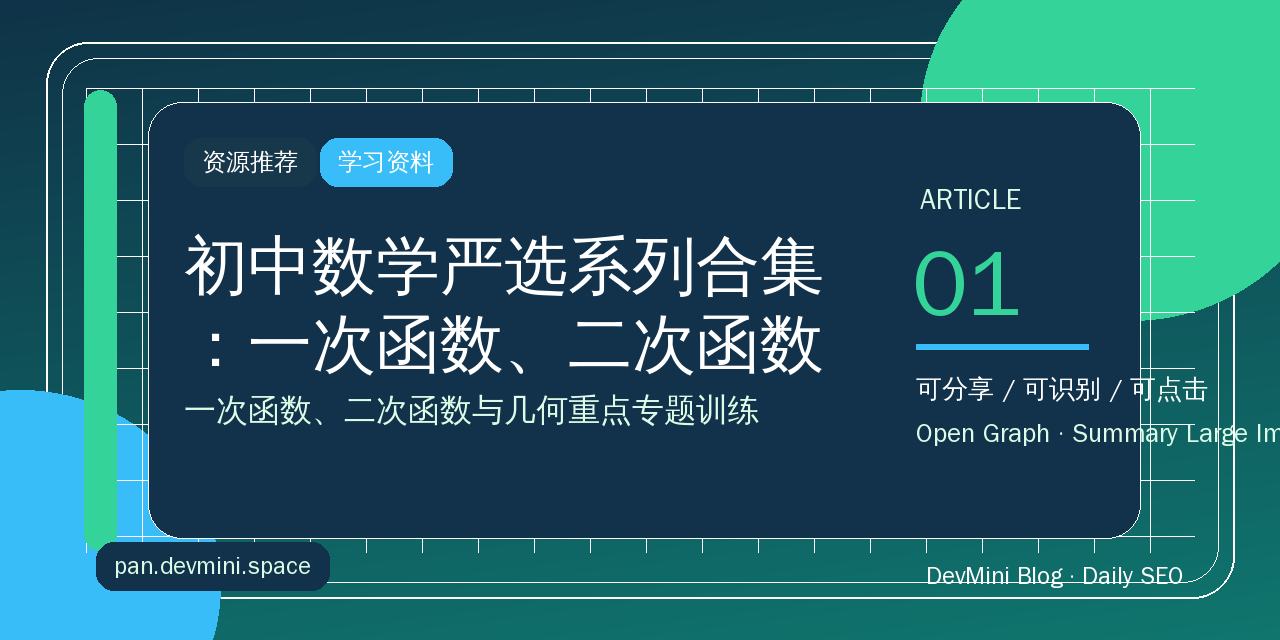 资源推荐
学习资料
初中数学严选系列合集
：一次函数、二次函数
一次函数、二次函数与几何重点专题训练
ARTICLE
01
可分享 / 可识别 / 可点击
Open Graph · Summary Large Im
pan.devmini.space
DevMini Blog · Daily SEO